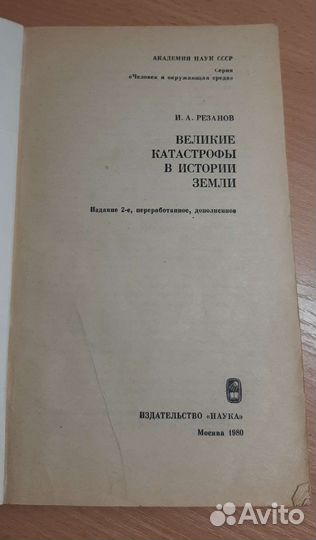 АКАДЕМИЯ НАУК СССР
Серия
«Человек и окружающая среда»
И. А. РЕЗАНОВ
ВЕЛИКИЕ
КАТАСТРОФЫ
В ИСТОРИИ
ЗЕМЛИ
Издание 2-е, переработанное, дополненное
ИЗДАТЕЛЬСТВО «НАУКА»
Москва 1980
Avito